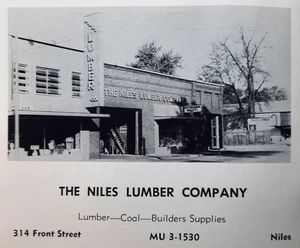 LUMBER
CO
THE NILES LUMBER COMPANY
THE NILES LUMBER COMPANY
Lumber—Coal—Builders Supplies
314 Front Street MU 3-1530 Niles